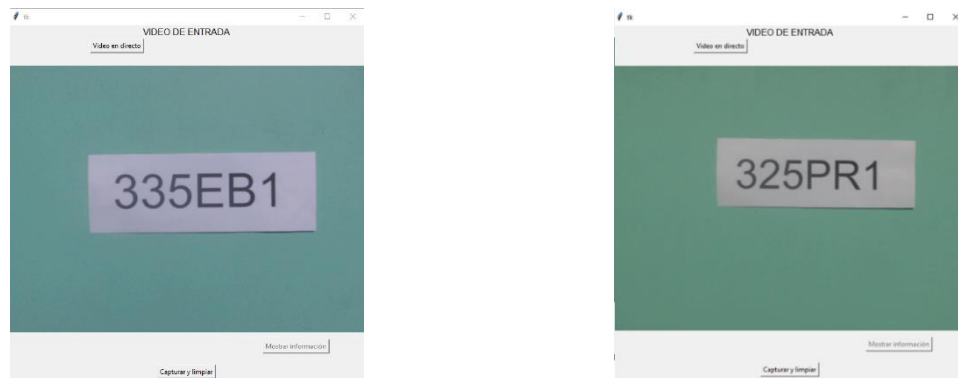 tk
VIDEO DE ENTRADA
Video en directo
335EB1
Mostrar información
Capturar y limpiar
tk
VIDEO DE ENTRADA
Video en directo
325PR1
Mostrar información
Capturar y limpiar